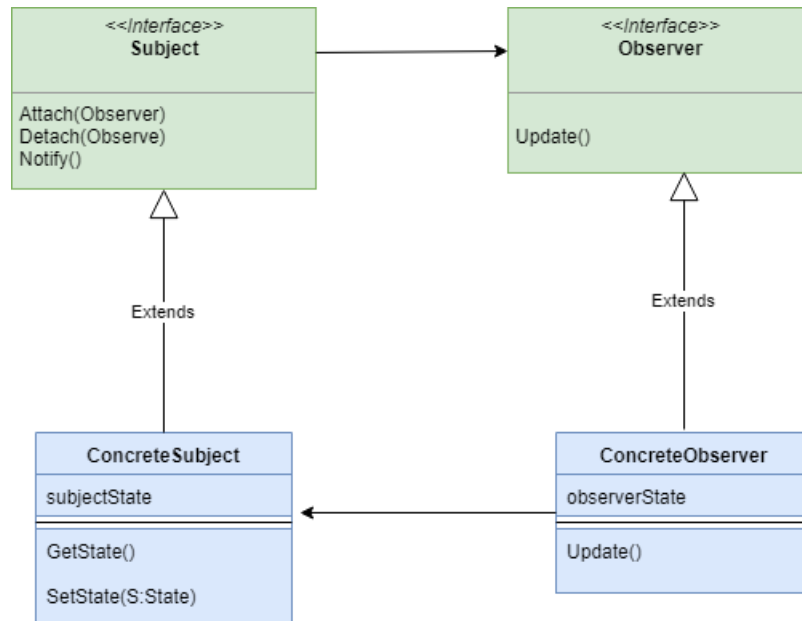 <<Interface>>
Subject
Attach(Observer)
Detach(Observe)
Notify()
<<Interface>>
Observer
Update()
Extends
Extends
ConcreteSubject
subjectState
GetState()
SetState(S:State)
ConcreteObserver
observerState
Update()